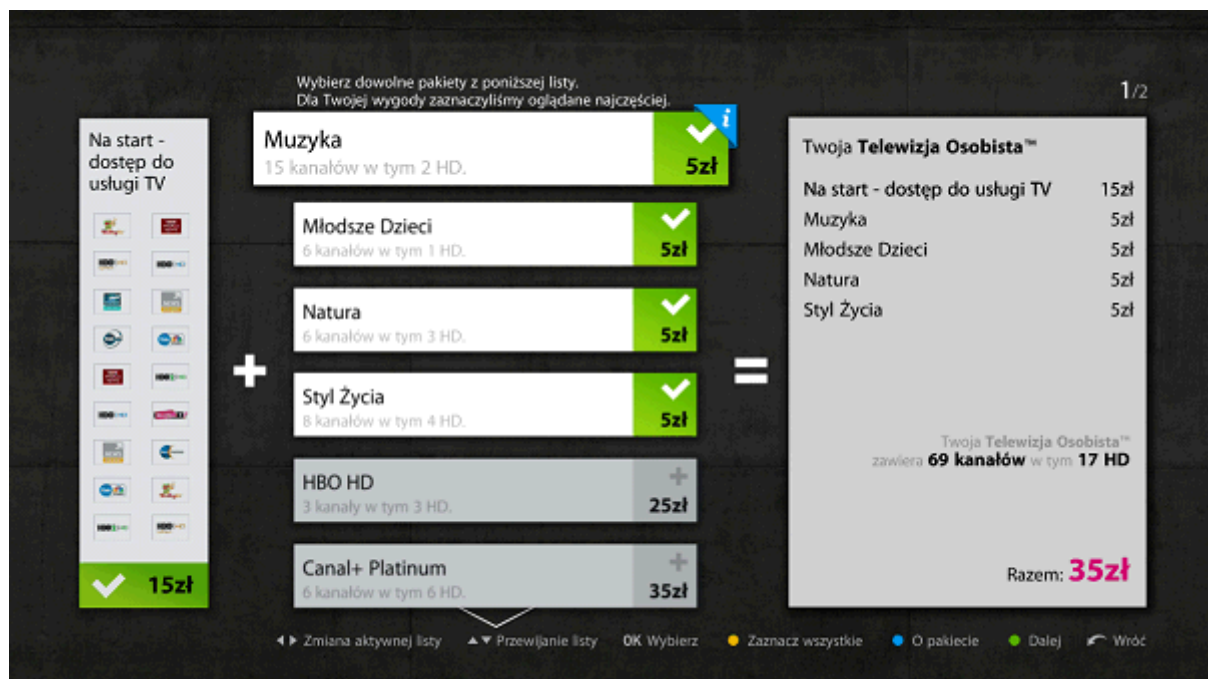 Wybierz dowolne pakiety z poniższej listy.
Dla Twojej wygody zaznaczyliśmy oglądane najczęściej.
1/2
Na start -
dostęp do
usługi TV
15zł
+
Muzyka
15 kanałów w tym 2 HD.
5zł
i
Młodsze Dzieci
6 kanałów w tym 1 HD.
5zł
Natura
6 kanałów w tym 3 HD.
5zł
Styl Życia
8 kanałów w tym 4 HD.
5zł
HBO HD
3 kanały w tym 3 HD.
+
25zł
Canal+ Platinum
6 kanałów w tym 6 HD.
+
35zł
=
Twoja Telewizja Osobista™
Na start - dostęp do usługi TV 15zł
Muzyka 5zł
Młodsze Dzieci 5zł
Natura 5zł
Styl Życia 5zł
Twoja Telewizja Osobista™
zawiera 69 kanałów w tym 17 HD
Razem: 35zł
Zmiana aktywnej listy Przewijanie listy OK Wybierz Zaznacz wszystkie O pakiecie Dalej Wróć